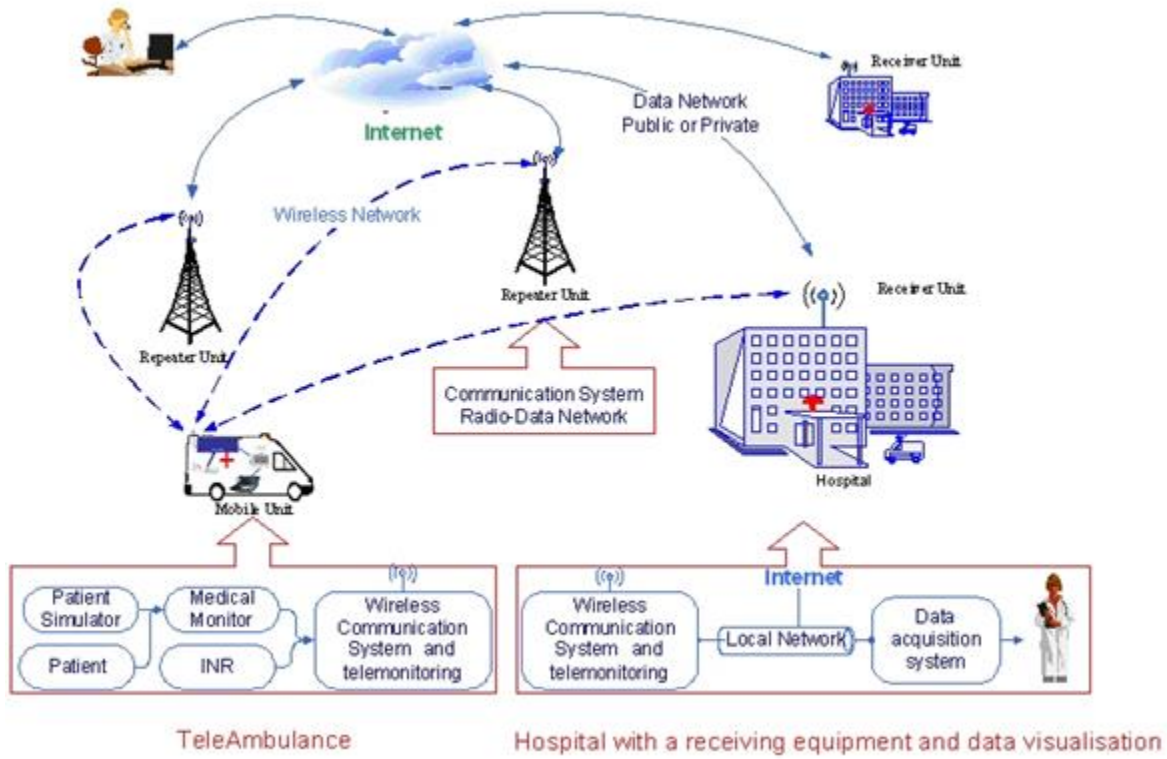 Receiver Unit
Data Network
Public or Private
Internet
Wireless Network
Repeater Unit
Receiver Unit
Repeater Unit
Communication System
Radio-Data Network
Hospital
Mobile Unit
Patient
Simulator
Medical
Monitor
Patient
INR
Wireless
Communication
System and
telemonitoring
Wireless
Communication
System and
telemonitoring
Internet
Local Network
Data
acquisition
system
TeleAmbulance
Hospital with a receiving equipment and data visualisation